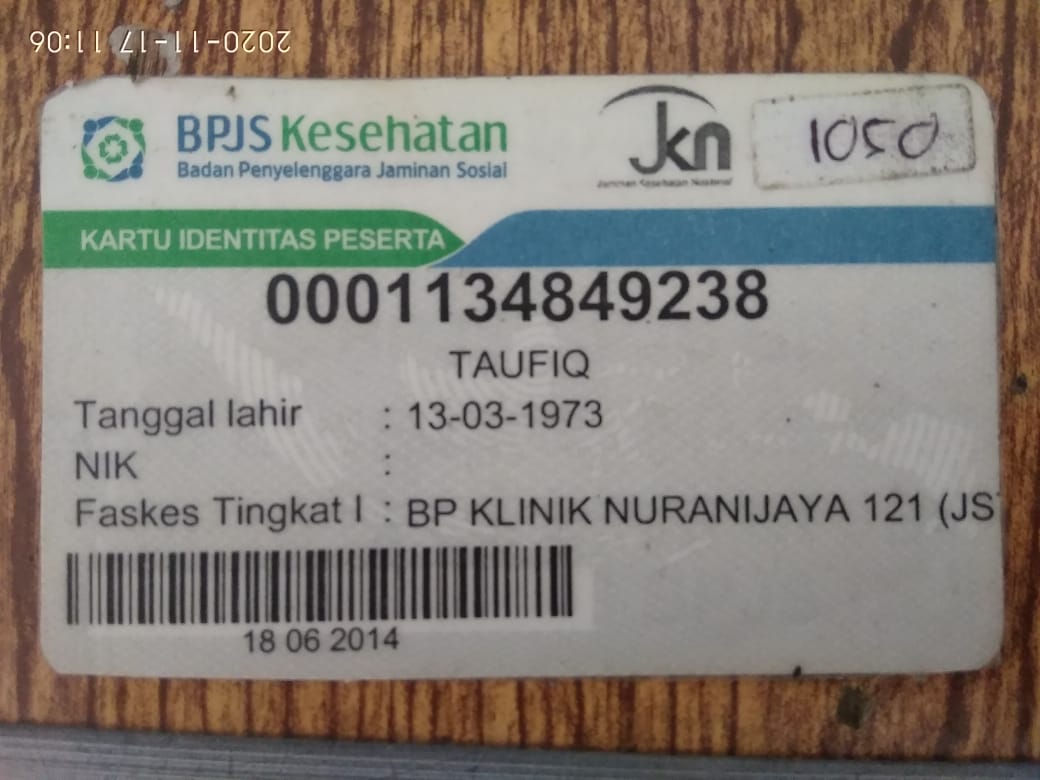 2020-11-17 11:06
BPJS Kesehatan
Badan Penyelenggara Jaminan Sosial
Jkn
Jaminan Kesehatan Nasional
1050
KARTU IDENTITAS PESERTA
0001134849238
TAUFIQ
Tanggal lahir : 13-03-1973
NIK :
Faskes Tingkat I : BP KLINIK NURANIJAYA 121 (JS
18 06 2014